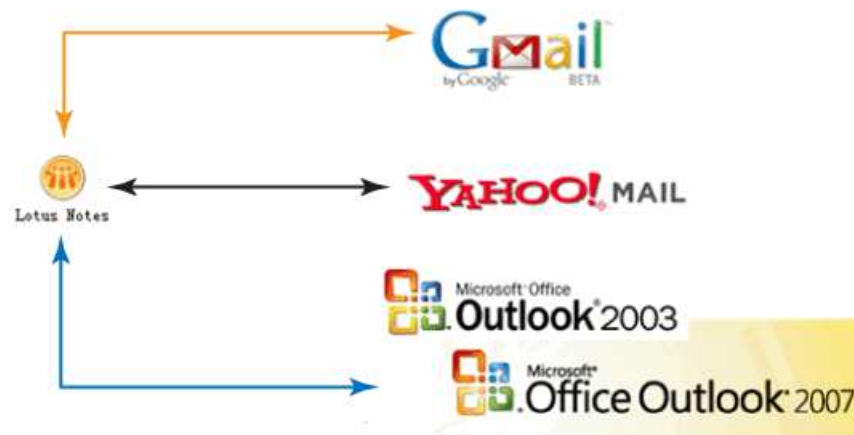 Gmail
by Google BETA
YAHOO! MAIL
Lotus Notes
Microsoft Office
Outlook 2003
Microsoft
Office Outlook 2007